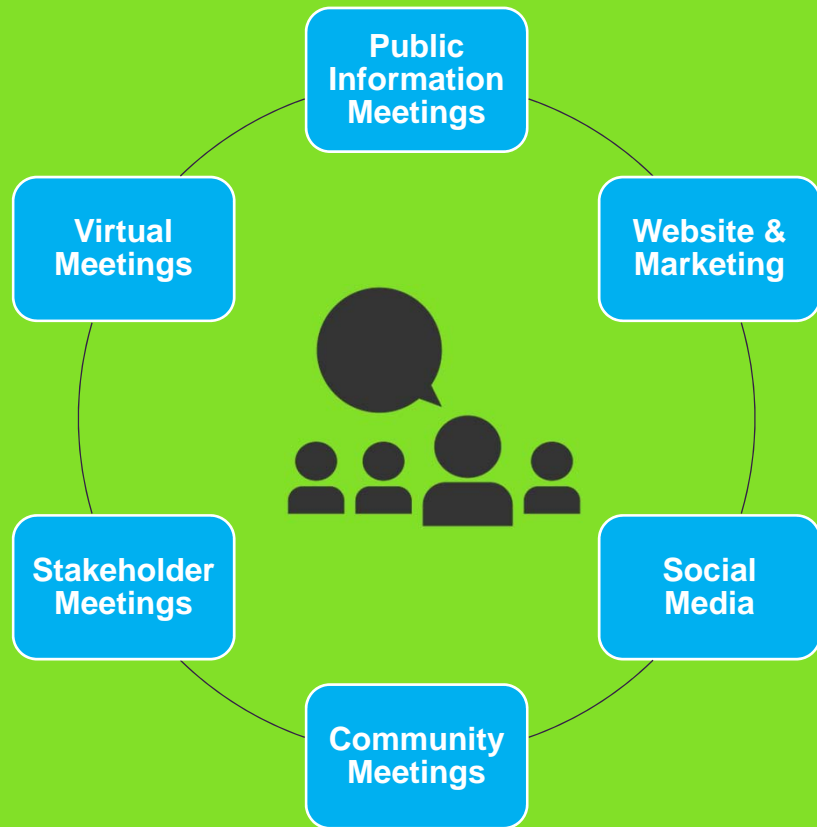 Public
Information
Meetings
Virtual
Meetings
Website &
Marketing
Stakeholder
Meetings
Social
Media
Community
Meetings